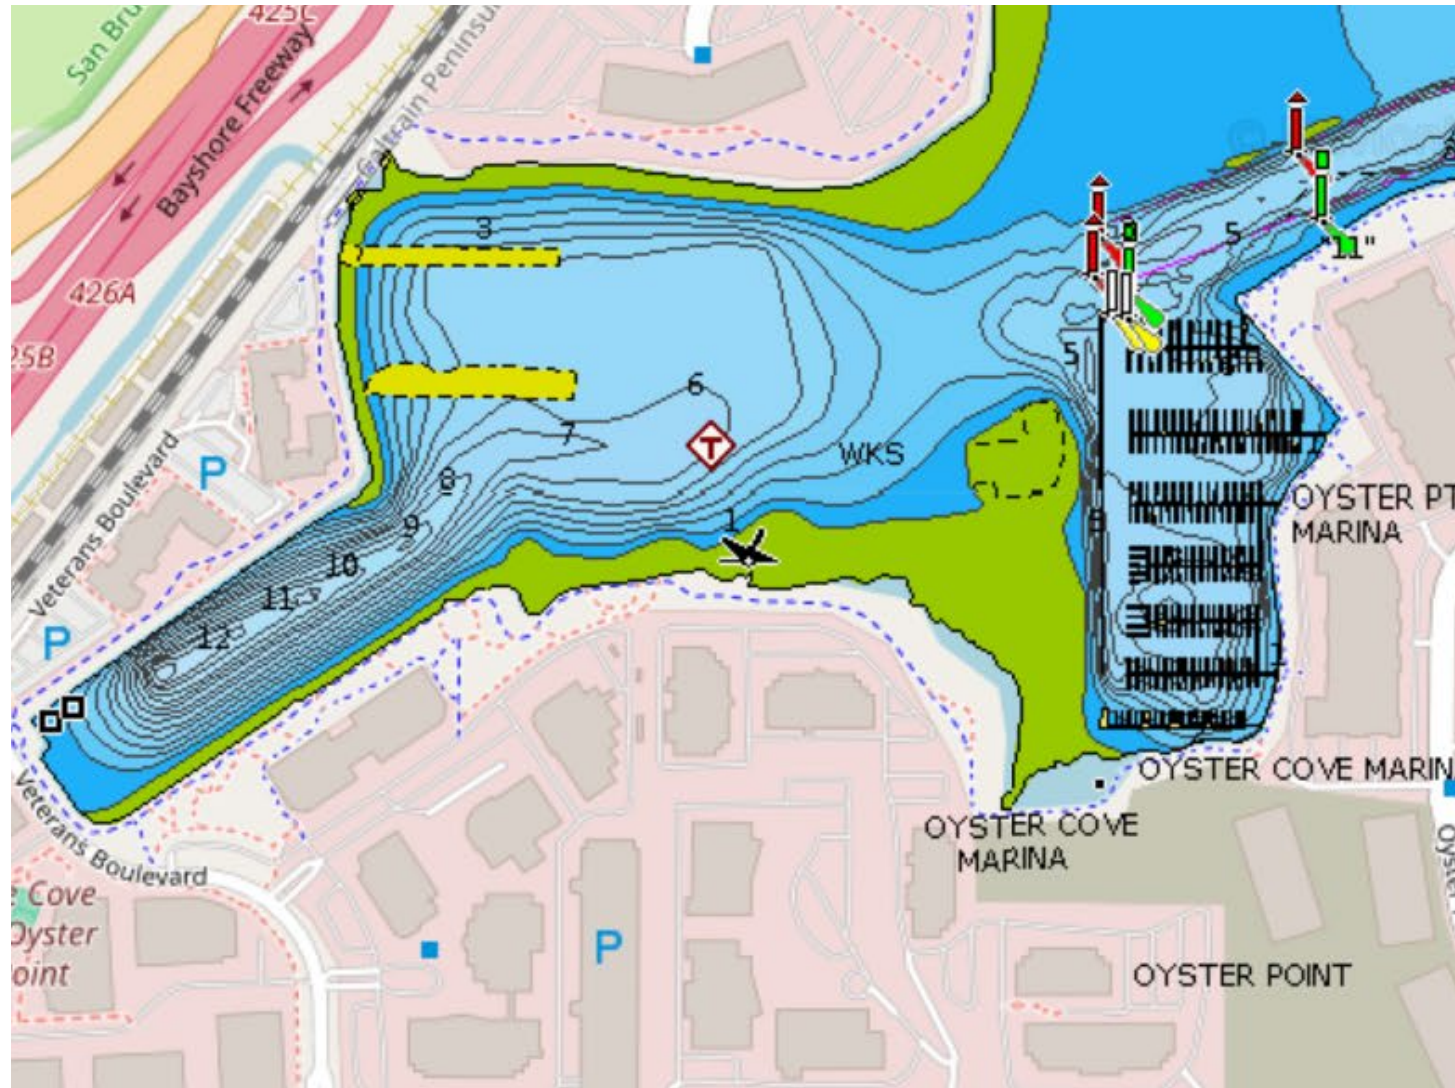 425C
San Bru
Bayshore Freeway
Caltrain Peninsu
426A
25B
3
6
7
T
8
WKS
5
5
"11"
9
1
10
11
12
8
OYSTER PT
MARINA
P
Veterans Boulevard
P
OYSTER COVE MARIN
OYSTER COVE
MARINA
Veterans Boulevard
e Cove
Oyster
oint
P
OYSTER POINT
Oyster